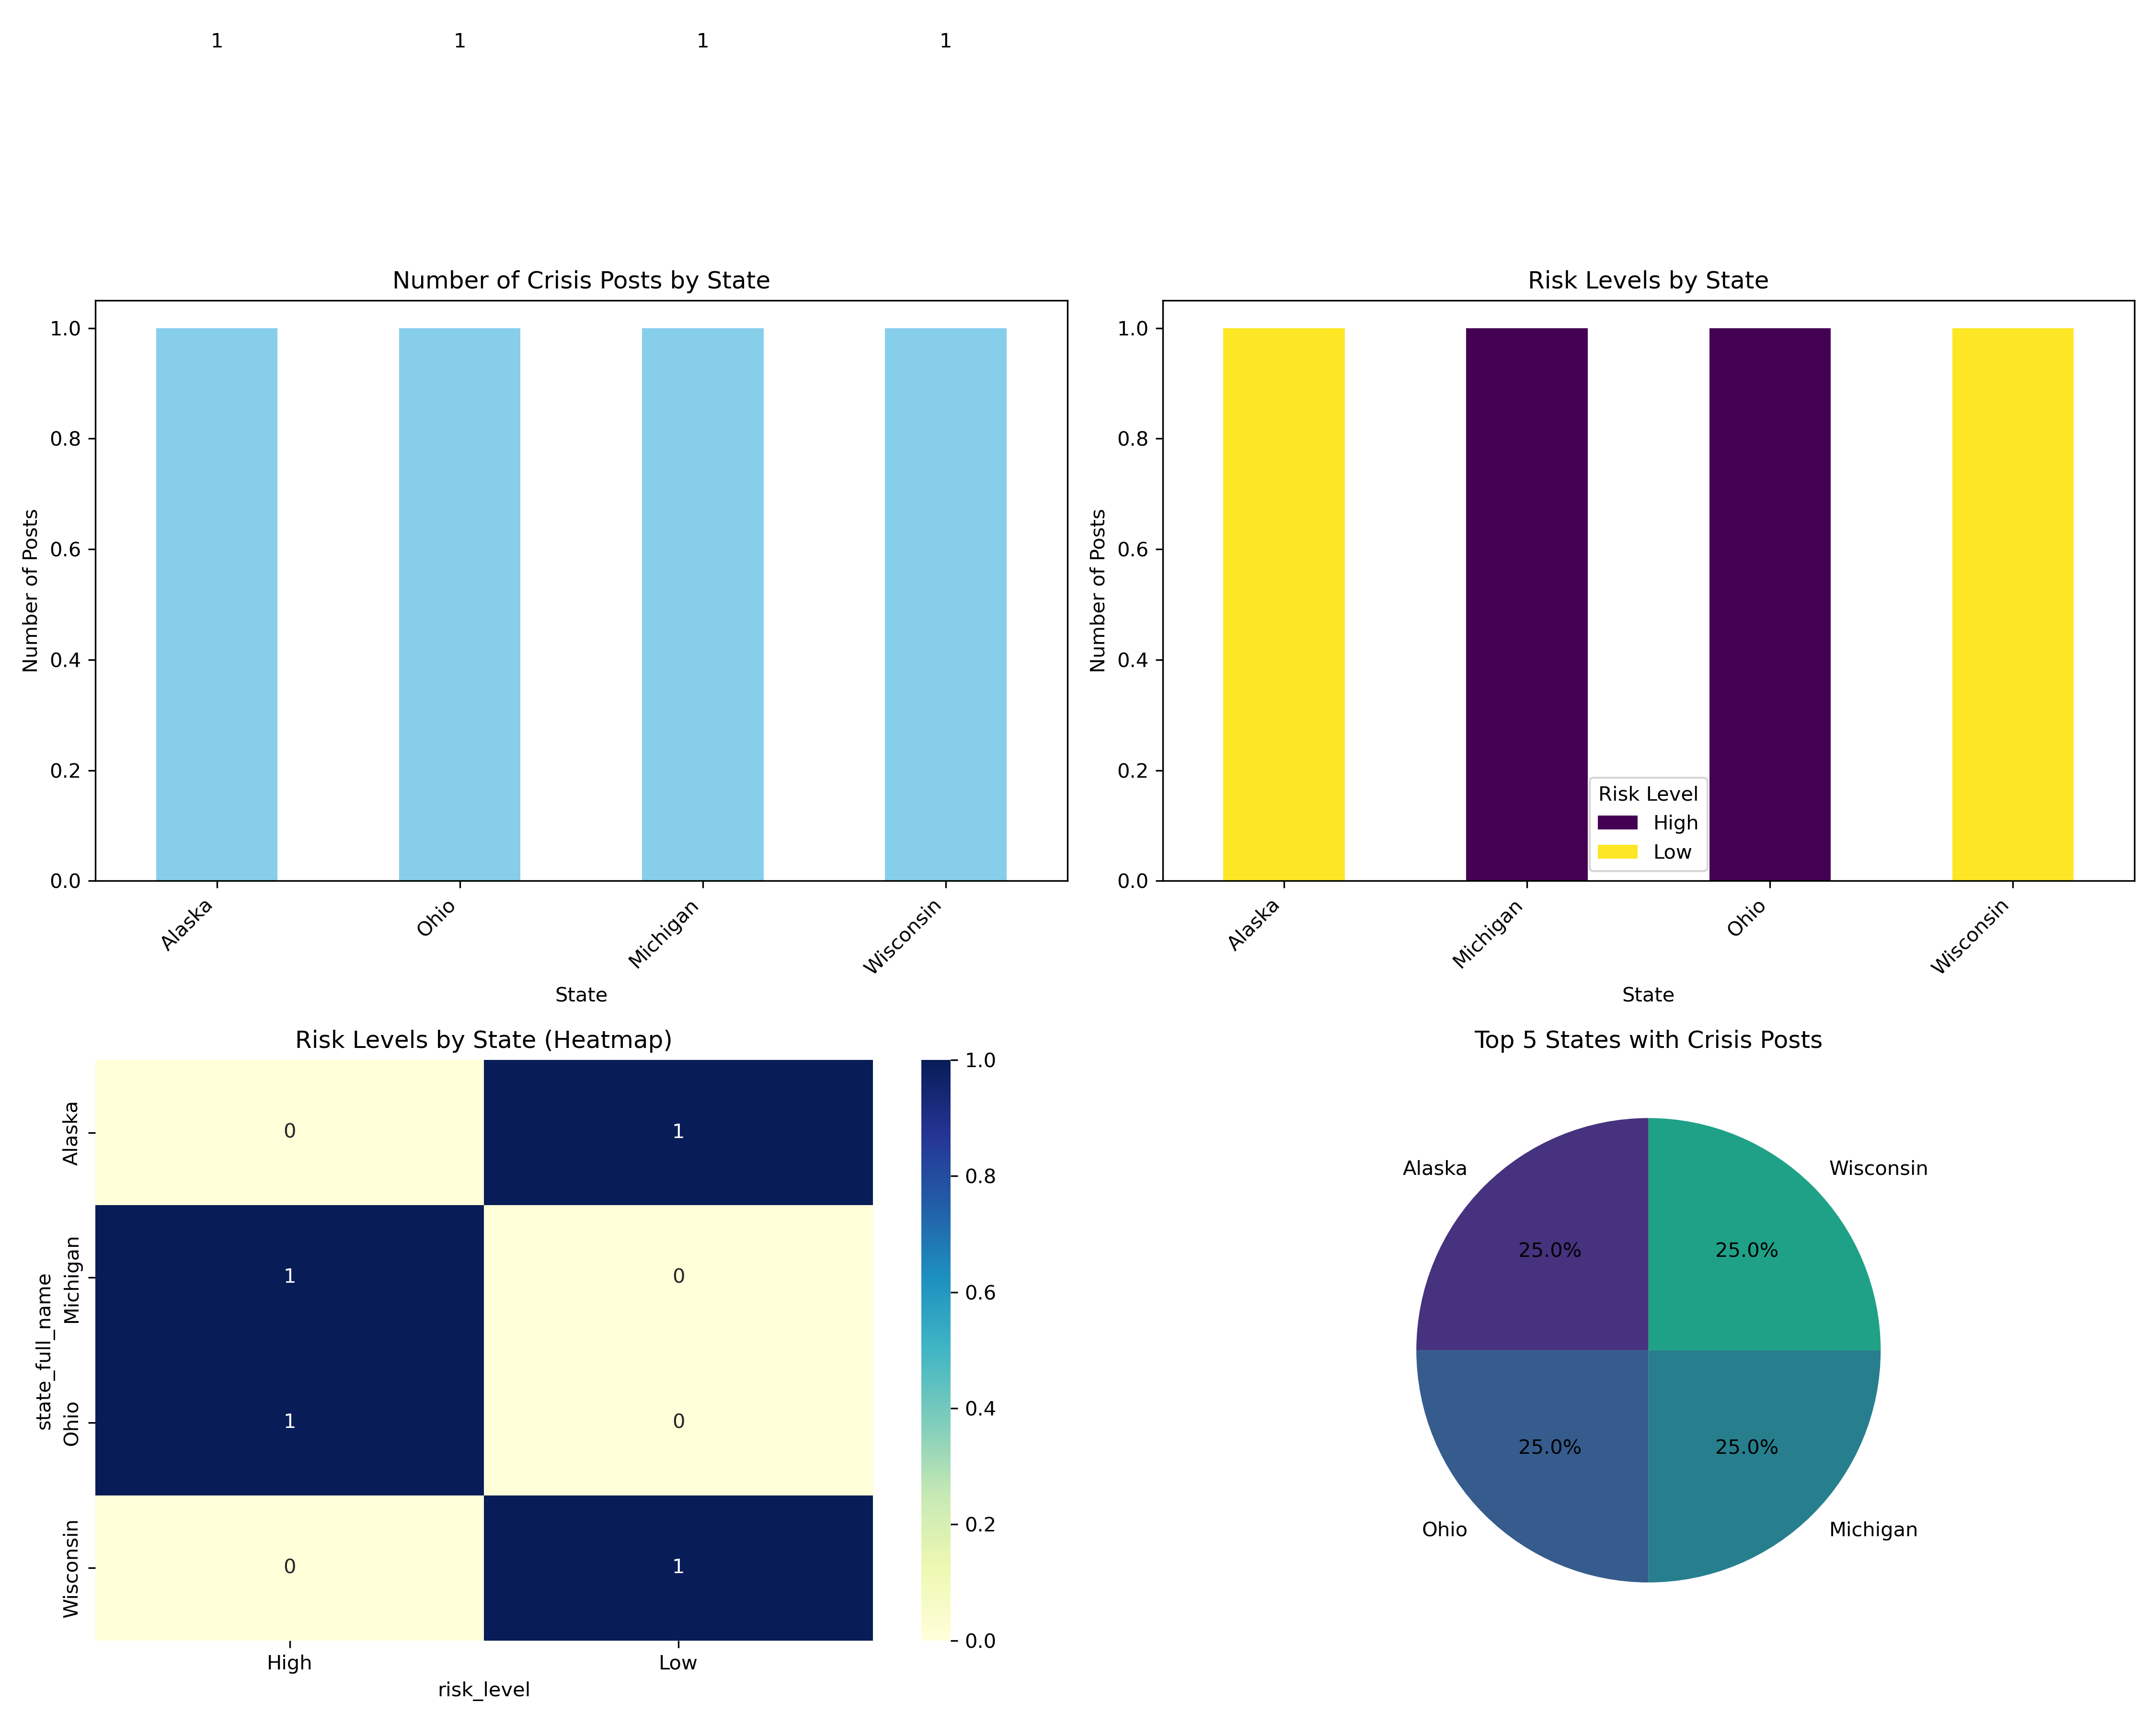 1 1 1 1
Number of Crisis Posts by State
1.0
0.8
0.6
0.4
0.2
0.0
Number of Posts
Alaska Ohio Michigan Wisconsin
State
Risk Levels by State
1.0
0.8
0.6
0.4
0.2
0.0
Number of Posts
Risk Level
High
Low
Alaska Michigan Ohio Wisconsin
State
Risk Levels by State (Heatmap)
state_full_name
Alaska 0 1
Michigan 1 0
Ohio 1 0
Wisconsin 0 1
High Low
risk_level
1.0
0.8
0.6
0.4
0.2
0.0
Top 5 States with Crisis Posts
Alaska Wisconsin
25.0% 25.0%
25.0% 25.0%
Ohio Michigan